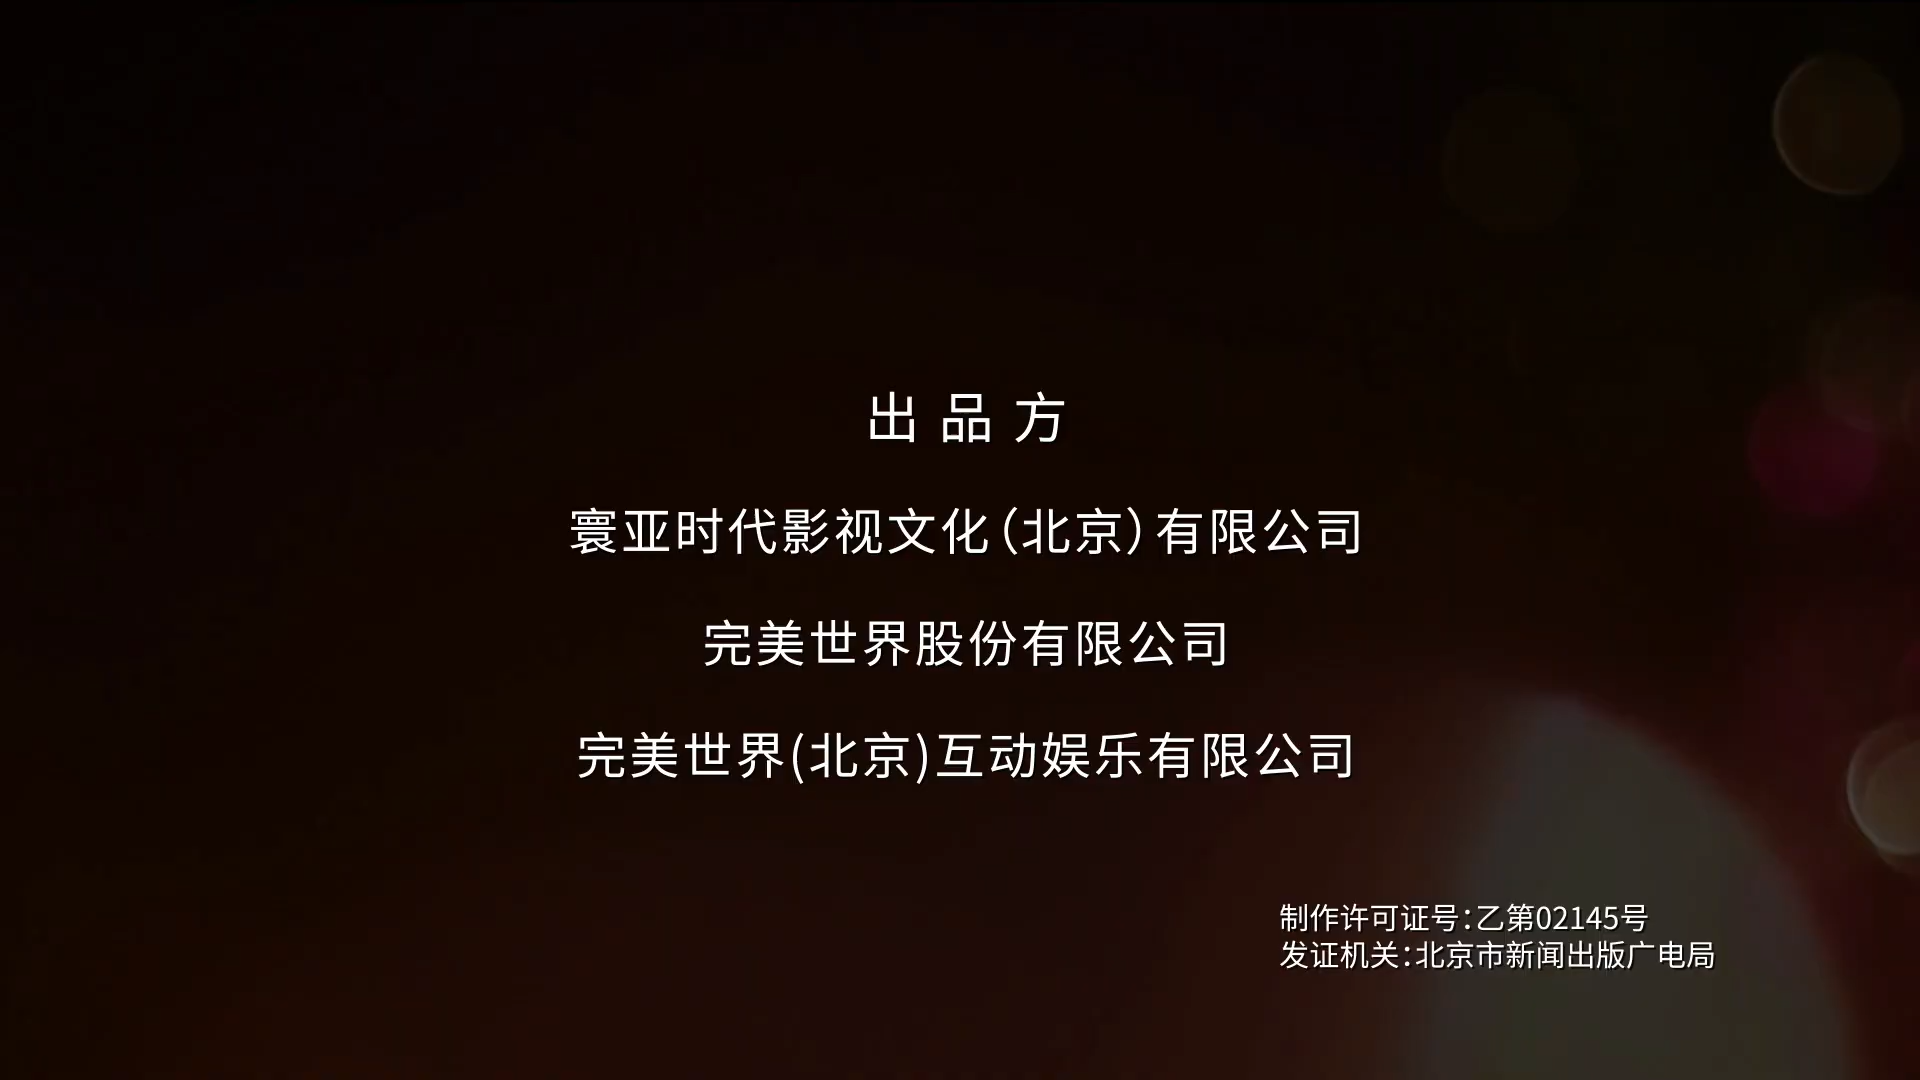 出品方
寰亚时代影视文化（北京）有限公司
完美世界股份有限公司
完美世界(北京)互动娱乐有限公司
制作许可证号：乙第02145号
发证机关：北京市新闻出版广电局